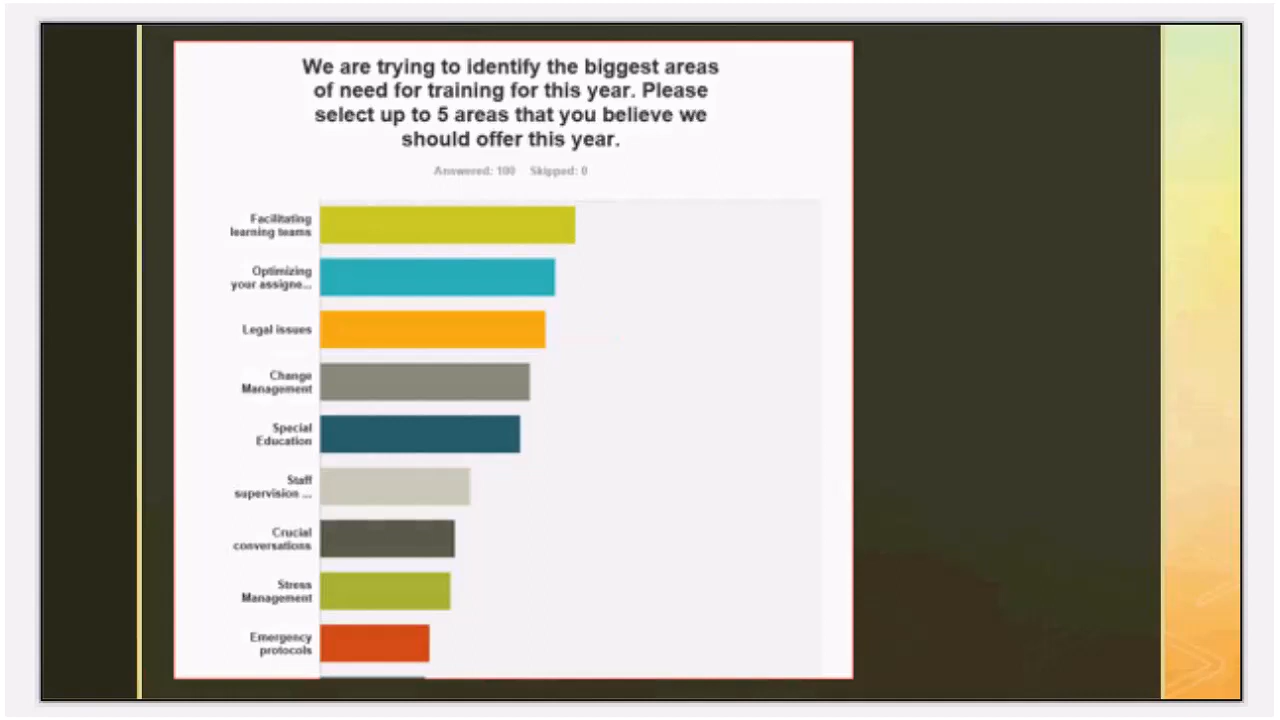 We are trying to identify the biggest areas
of need for training for this year. Please
select up to 5 areas that you believe we
should offer this year.
Answered: 100 Skipped: 0
Facilitating
learning teams
Optimizing
your assigne...
Legal issues
Change
Management
Special
Education
Staff
supervision ...
Crucial
conversations
Stress
Management
Emergency
protocols